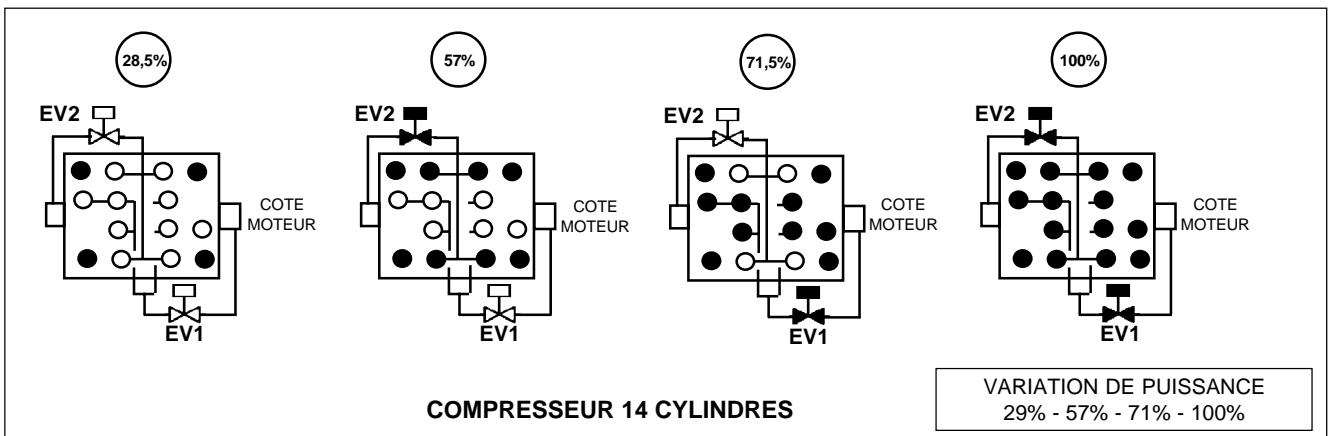 28,5%
57%
71,5%
100%
EV2
EV2
EV2
EV2
COTE
MOTEUR
COTE
MOTEUR
COTE
MOTEUR
COTE
MOTEUR
EV1
EV1
EV1
EV1
COMPRESSEUR 14 CYLINDRES
VARIATION DE PUISSANCE
29% - 57% - 71% - 100%